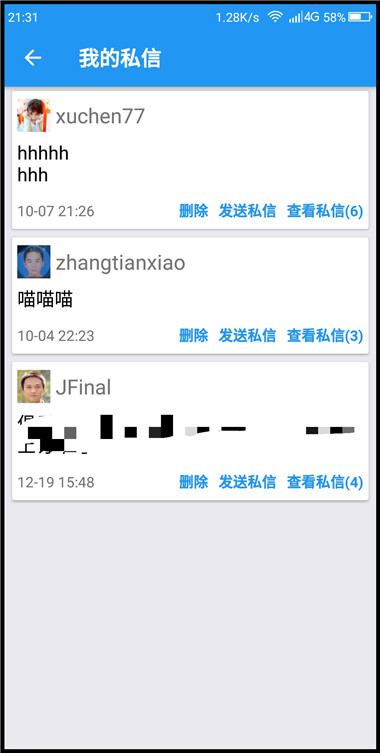 21:31
1.28K/s 4G 58%
我的私信
xuchen77
hhhhh
hhh
10-07 21:26 删除 发送私信 查看私信(6)
zhangtianxiao
喵喵喵
10-04 22:23 删除 发送私信 查看私信(3)
JFinal
12-19 15:48 删除 发送私信 查看私信(4)